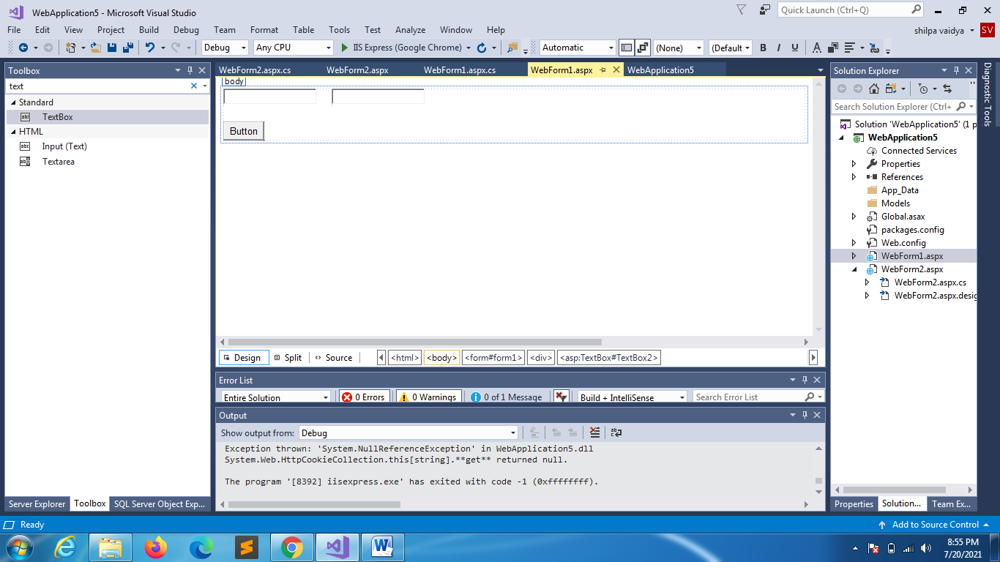 WebApplication5 - Microsoft Visual Studio
Quick Launch (Ctrl+Q)
File Edit View Project Build Debug Team Format Table Tools Test Analyze Window Help
shilpa vaidya SV
Debug Any CPU IIS Express (Google Chrome) Automatic (None) (Default B I U A
Toolbox
text
Standard
TextBox
HTML
Input (Text)
Textarea
Server Explorer Toolbox SQL Server Object Exp...
WebForm2.aspx.cs WebForm2.aspx WebForm1.aspx.cs WebForm1.aspx WebApplication5
body
Button
Design Split Source <html> <body> <form#form1> <div> <asp:TextBox#TextBox2>
Error List
Entire Solution 0 Errors 0 Warnings 0 of 1 Message Build + IntelliSense Search Error List
Output
Show output from: Debug
Exception thrown: 'System.NullReferenceException' in WebApplication5.dll
System.Web.HttpCookieCollection.this[string].**get** returned null.
The program '[8392] iisexpress.exe' has exited with code -1 (0xffffffff).
Solution Explorer
Search Solution Explorer (Ctrl+
Solution 'WebApplication5' (1 p
WebApplication5
Connected Services
Properties
References
App_Data
Models
Global.asax
packages.config
Web.config
WebForm1.aspx
WebForm2.aspx
WebForm2.aspx.cs
WebForm2.aspx.desig
Properties Solution... Team Ex...
Diagnostic Tools
Ready
Add to Source Control
8:55 PM
7/20/2021